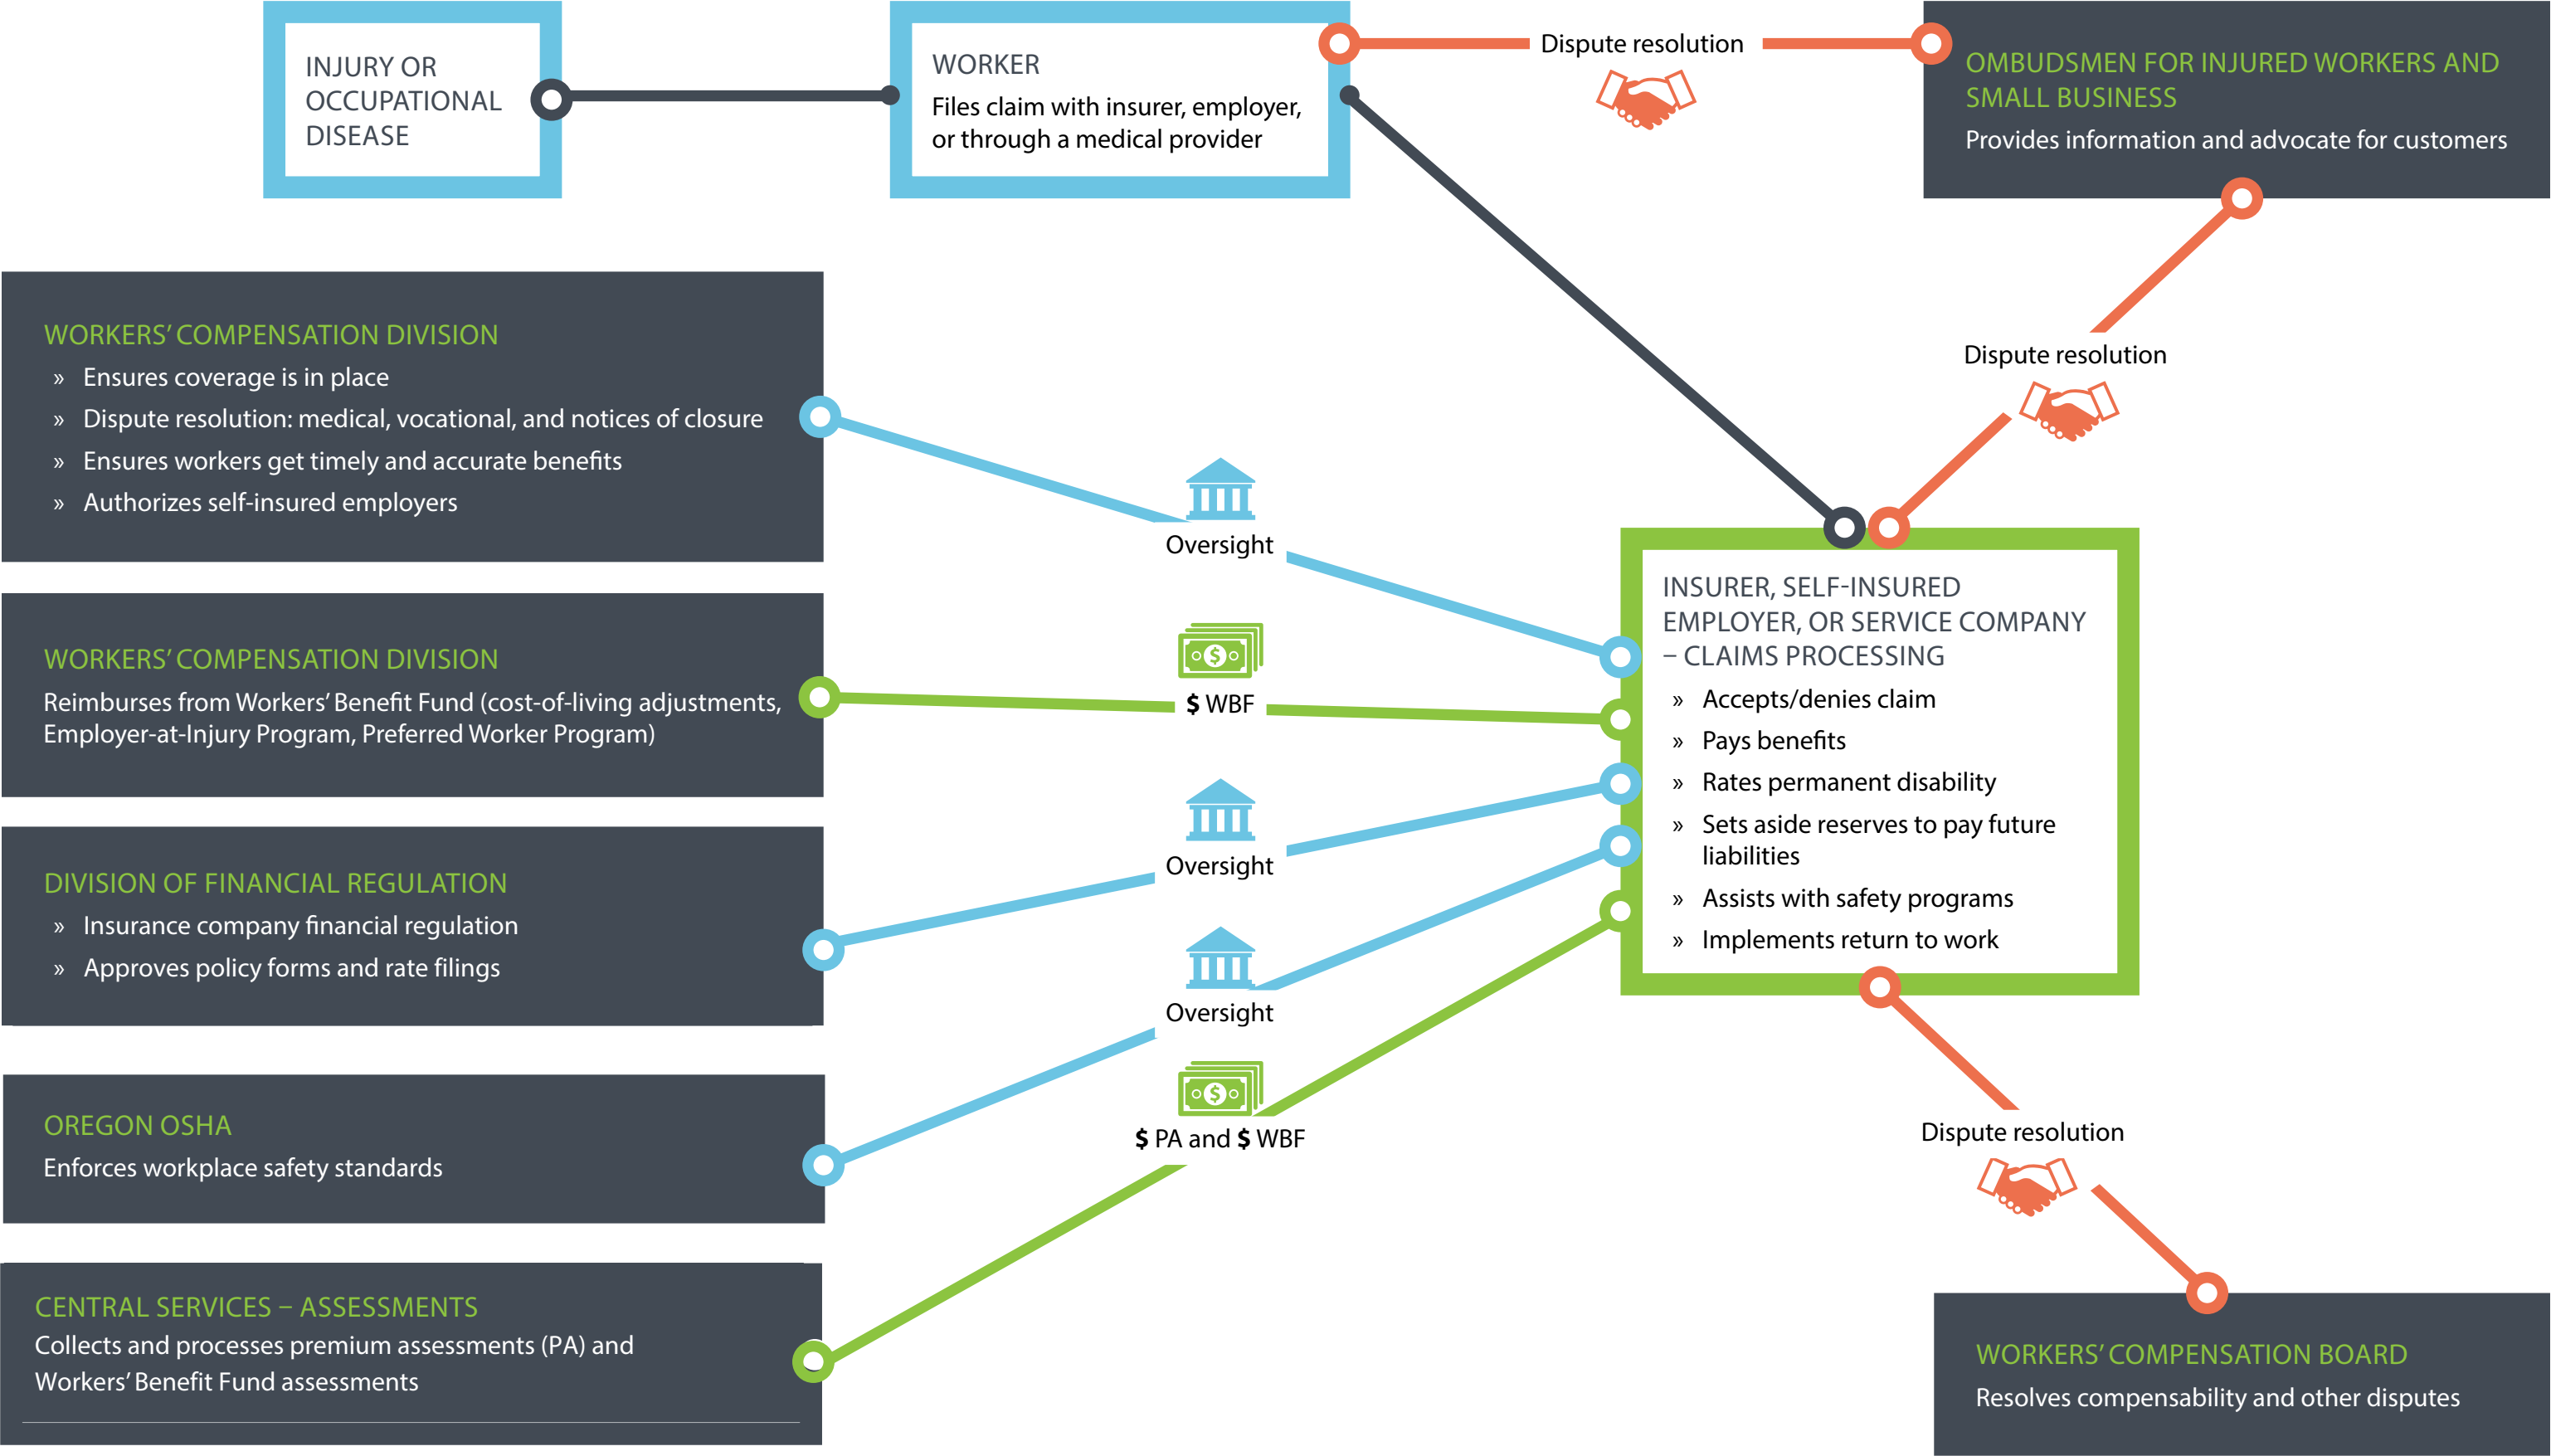 INJURY OR
OCCUPATIONAL
DISEASE
WORKER
Files claim with insurer, employer,
or through a medical provider
Dispute resolution
OMBUDSMEN FOR INJURED WORKERS AND
SMALL BUSINESS
Provides information and advocate for customers
WORKERS’ COMPENSATION DIVISION
» Ensures coverage is in place
» Dispute resolution: medical, vocational, and notices of closure
» Ensures workers get timely and accurate benefits
» Authorizes self-insured employers
Oversight
Dispute resolution
WORKERS’ COMPENSATION DIVISION
Reimburses from Workers’ Benefit Fund (cost-of-living adjustments,
Employer-at-Injury Program, Preferred Worker Program)
$
$ WBF
INSURER, SELF-INSURED
EMPLOYER, OR SERVICE COMPANY
– CLAIMS PROCESSING
» Accepts/denies claim
» Pays benefits
» Rates permanent disability
» Sets aside reserves to pay future
liabilities
» Assists with safety programs
» Implements return to work
DIVISION OF FINANCIAL REGULATION
» Insurance company financial regulation
» Approves policy forms and rate filings
Oversight
OREGON OSHA
Enforces workplace safety standards
Oversight
CENTRAL SERVICES – ASSESSMENTS
Collects and processes premium assessments (PA) and
Workers’ Benefit Fund assessments
$
$ PA and $ WBF
Dispute resolution
WORKERS’ COMPENSATION BOARD
Resolves compensability and other disputes